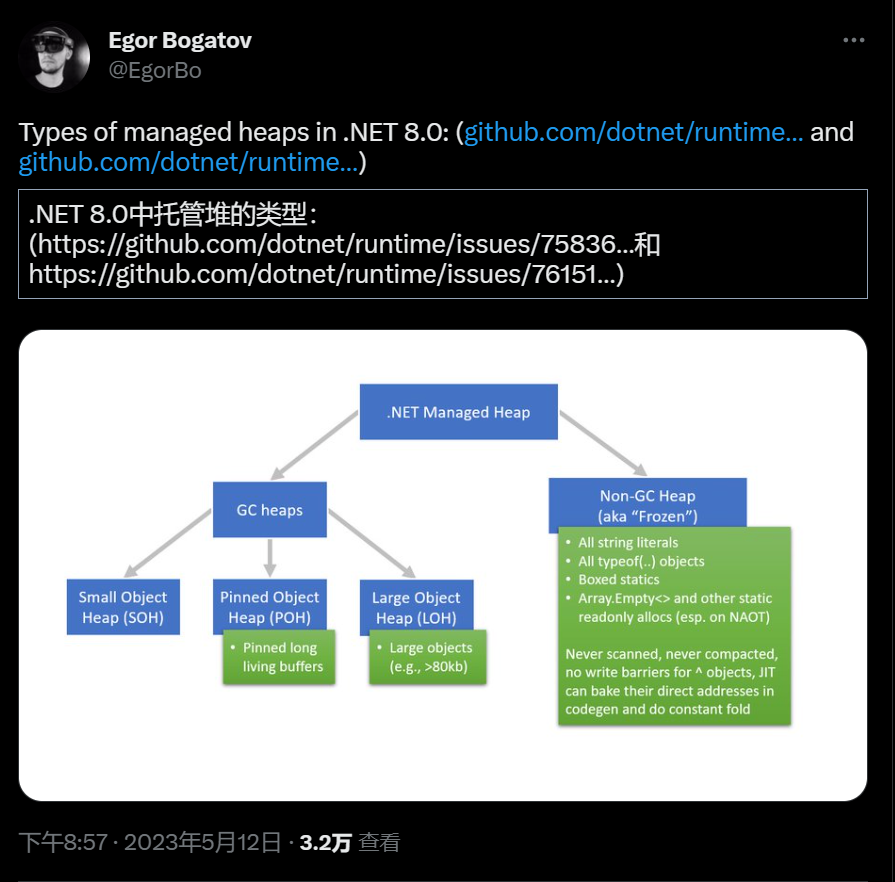 Egor Bogatov
@EgorBo
Types of managed heaps in .NET 8.0: (github.com/dotnet/runtime... and
github.com/dotnet/runtime...)
.NET 8.0中托管堆的类型：
(https://github.com/dotnet/runtime/issues/75836...和
https://github.com/dotnet/runtime/issues/76151...)
.NET Managed Heap
GC heaps
Non-GC Heap
(aka “Frozen”)
• All string literals
• All typeof(..) objects
• Boxed statics
• Array.Empty<> and other static
readonly allocs (esp. on NAOT)
Never scanned, never compacted,
no write barriers for ^ objects, JIT
can bake their direct addresses in
codegen and do constant fold
Small Object
Heap (SOH)
Pinned Object
Heap (POH)
• Pinned long
living buffers
Large Object
Heap (LOH)
• Large objects
(e.g., >80kb)
下午8:57 · 2023年5月12日 · 3.2万 查看